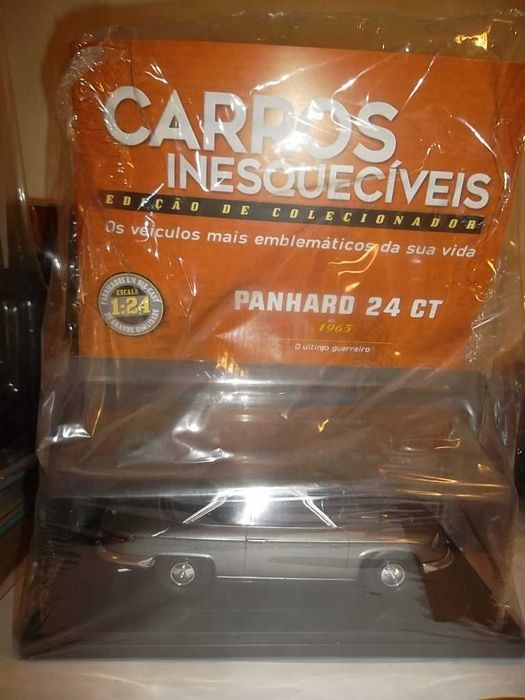 CARROS
INESQUECÍVEIS
EDIÇÃO DE COLECIONADOR
Os veículos mais emblemáticos da sua vida
ESCALA
1:24
PANHARD 24 CT
1965
O último guerreiro